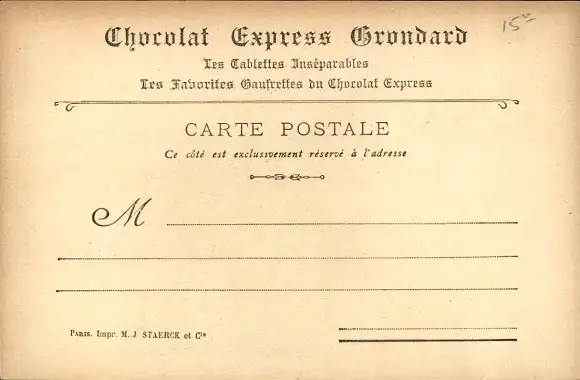 15
Chocolat Express Grondard
Les Tablettes Inséparables
Les Favorites Gaufrettes du Chocolat Express
CARTE POSTALE
Ce côté est exclusivement réservé à l'adresse
M
PARIS. Impr. M. J STAERCK et Cie